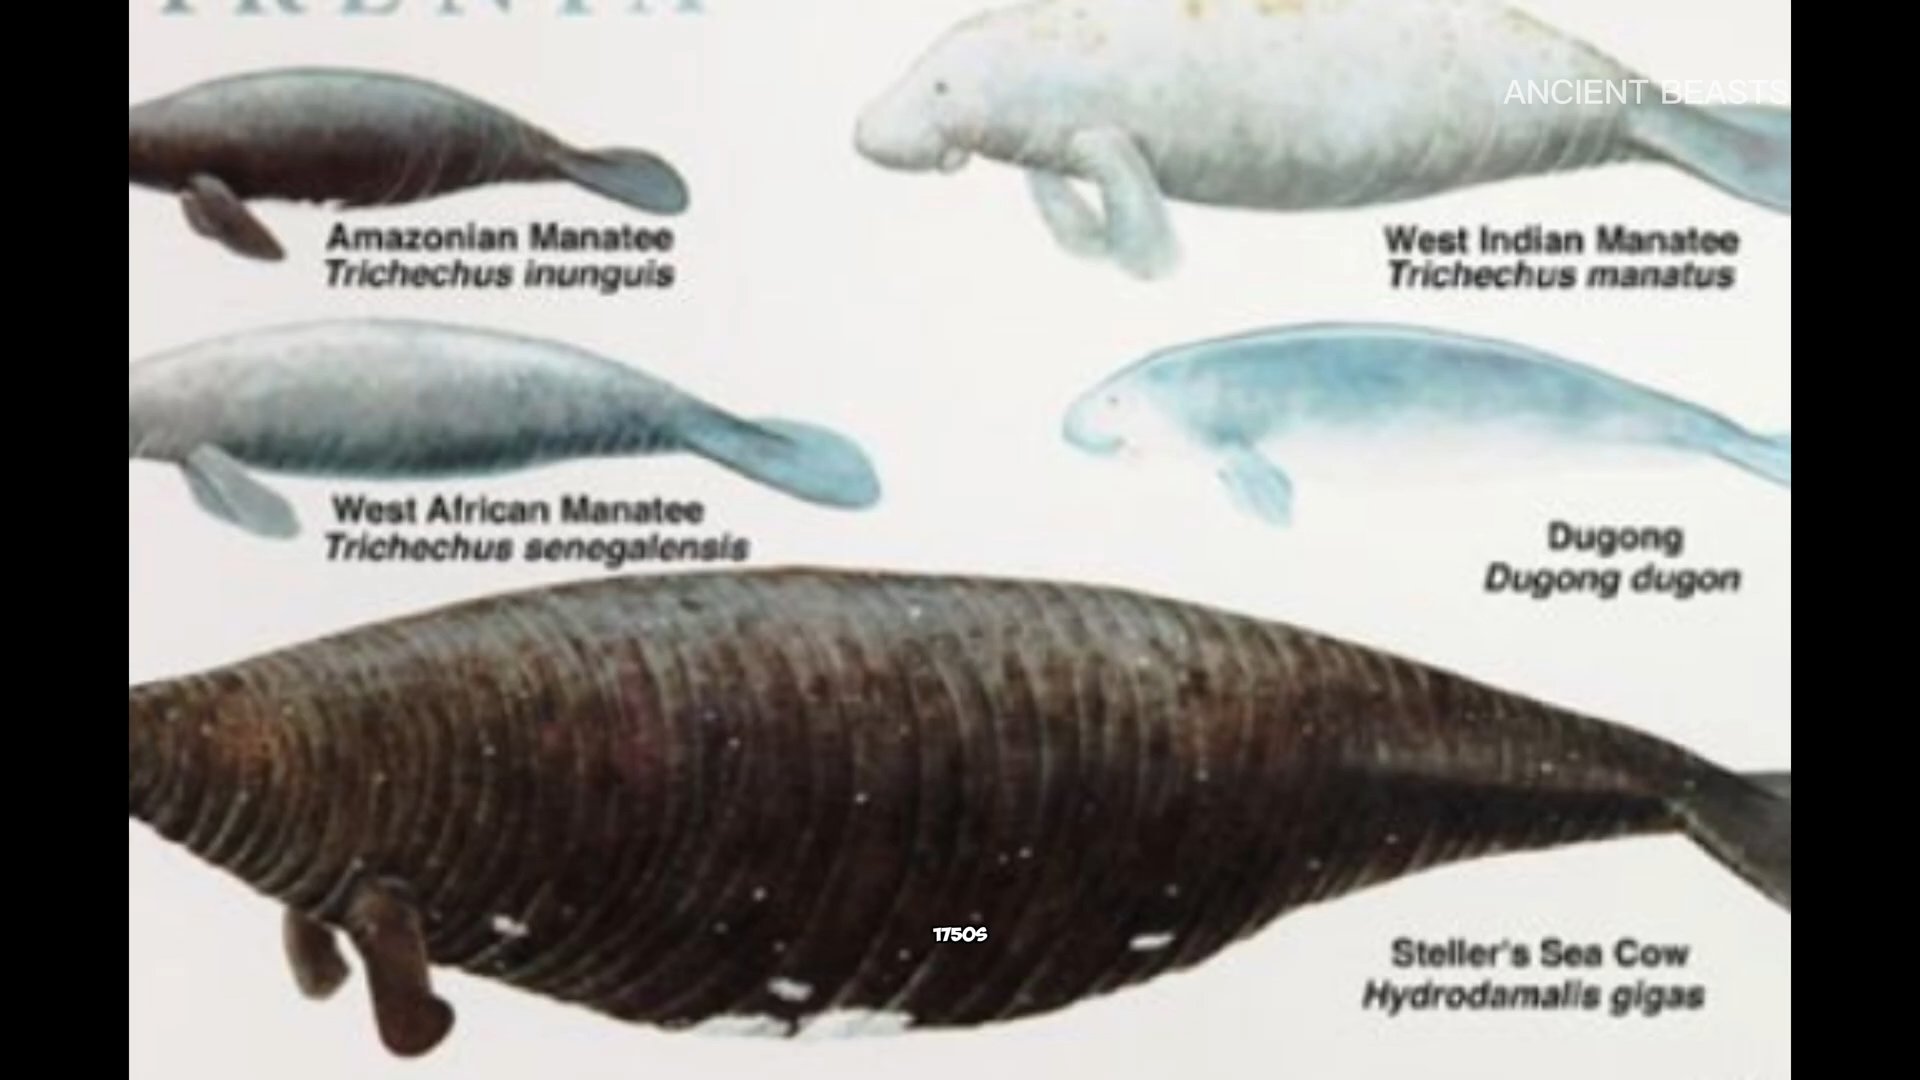 ANCIENT BEASTS
Amazonian Manatee
Trichechus inunguis
West Indian Manatee
Trichechus manatus
West African Manatee
Trichechus senegalensis
Dugong
Dugong dugon
1750S
Steller's Sea Cow
Hydrodamalis gigas